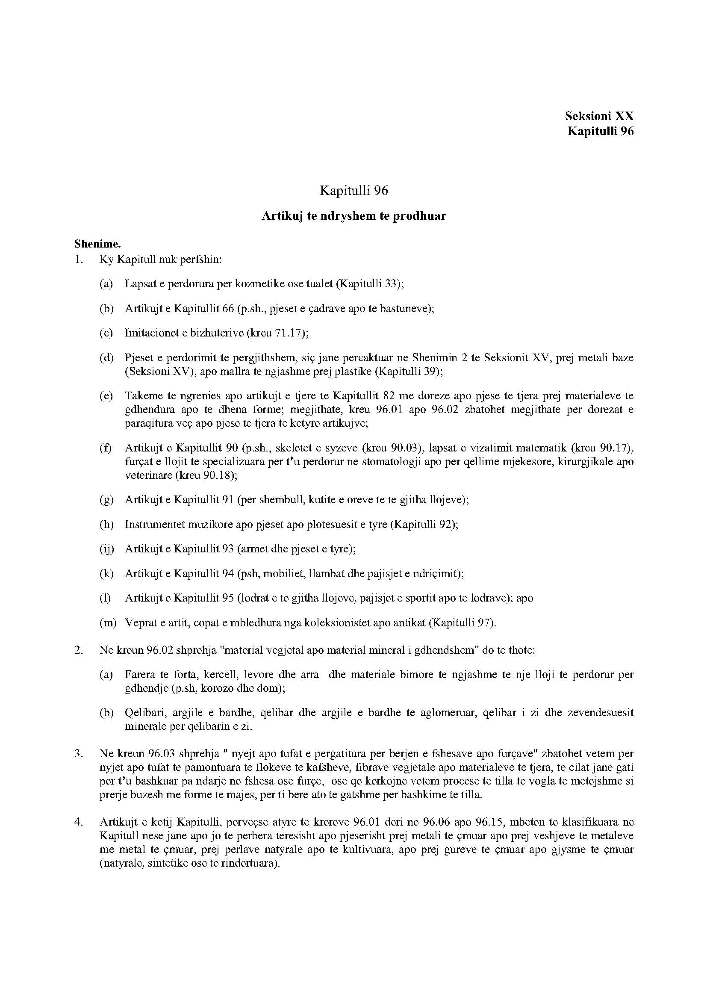 Seksioni XX
Kapitulli 96
Kapitulli 96
Artikuj te ndryshem te prodhuar
Shenime.
1. Ky Kapitull nuk perfshin:
(a) Lapsat e perdorura per kozmetike ose tualet (Kapitulli 33);
(b) Artikujt e Kapitullit 66 (p.sh., pjeset e çadrave apo te bastuneve);
(c) Imitacionet e bizhuterive (kreu 71.17);
(d) Pjeset e perdorimit te pergjithshem, siç jane percaktuar ne Shenimin 2 te Seksionit XV, prej metali baze
(Seksioni XV), apo mallra te ngjashme prej plastike (Kapitulli 39);
(e) Takeme te ngrenies apo artikujt e tjere te Kapitullit 82 me doreze apo pjese te tjera prej materialeve te
gdhendura apo te dhena forme; megjithate, kreu 96.01 apo 96.02 zbatohet megjithate per dorezat e
paraqitura veç apo pjese te tjera te ketyre artikujve;
(f) Artikujt e Kapitullit 90 (p.sh., skeletet e syzeve (kreu 90.03), lapsat e vizatimit matematik (kreu 90.17),
furçat e llojit te specializuara per t’u perdorur ne stomatologji apo per qellime mjekesore, kirurgjikale apo
veterinare (kreu 90.18);
(g) Artikujt e Kapitullit 91 (per shembull, kutite e oreve te te gjitha llojeve);
(h) Instrumentet muzikore apo pjeset apo plotesuesit e tyre (Kapitulli 92);
(ij) Artikujt e Kapitullit 93 (armet dhe pjeset e tyre);
(k) Artikujt e Kapitullit 94 (psh, mobiliet, llambat dhe pajisjet e ndriçimit);
(l) Artikujt e Kapitullit 95 (lodrat e te gjitha llojeve, pajisjet e sportit apo te lodrave); apo
(m) Veprat e artit, copat e mbledhura nga koleksionistet apo antikat (Kapitulli 97).
2. Ne kreun 96.02 shprehja "material vegjetal apo material mineral i gdhendshem" do te thote:
(a) Farera te forta, kercell, levore dhe arra dhe materiale bimore te ngjashme te nje lloji te perdorur per
gdhendje (p.sh, korozo dhe dom);
(b) Qelibari, argjile e bardhe, qelibar dhe argjile e bardhe te aglomeruar, qelibar i zi dhe zevendesuesit
minerale per qelibarin e zi.
3. Ne kreun 96.03 shprehja " nyejt apo tufat e pergatitura per berjen e fshesave apo furçave" zbatohet vetem per
nyjet apo tufat te pamontuara te flokeve te kafsheve, fibrave vegjetale apo materialeve te tjera, te cilat jane gati
per t’u bashkuar pa ndarje ne fshesa ose furçe, ose qe kerkojne vetem procese te tilla te vogla te metejshme si
prerje buzesh me forme te majes, per ti bere ato te gatshme per bashkime te tilla.
4. Artikujt e ketij Kapitulli, perveçse atyre te krereve 96.01 deri ne 96.06 apo 96.15, mbeten te klasifikuara ne
Kapitull nese jane apo jo te perbera teresisht apo pjeserisht prej metali te çmuar apo prej veshjeve te metaleve
me metal te çmuar, prej perlave natyrale apo te kultivuara, apo prej gureve te çmuar apo gjysme te çmuar
(natyrale, sintetike ose te rindertuara).